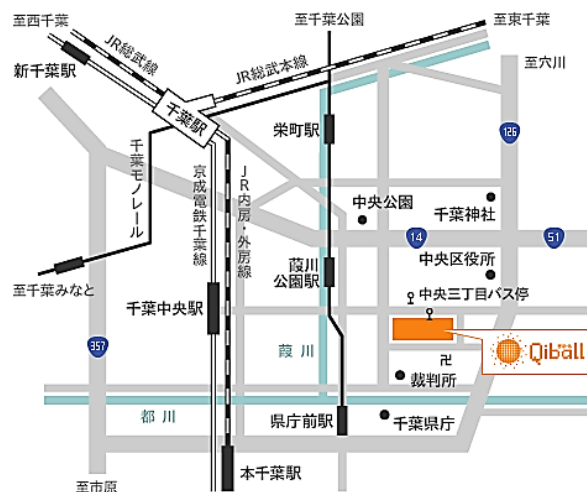 至西千葉
至千葉公園
至東千葉
JR総武線
新千葉駅
JR総武本線
至穴川
千葉駅
栄町駅
126
千葉モノレール
京成電鉄千葉線
JR内房・外房線
中央公園
千葉神社
14
51
中央区役所
葭川
公園駅
至千葉みなと
中央三丁目バス停
千葉中央駅
357
葭川
卍
Qiball
裁判所
都川
県庁前駅
千葉県庁
本千葉駅
至市原